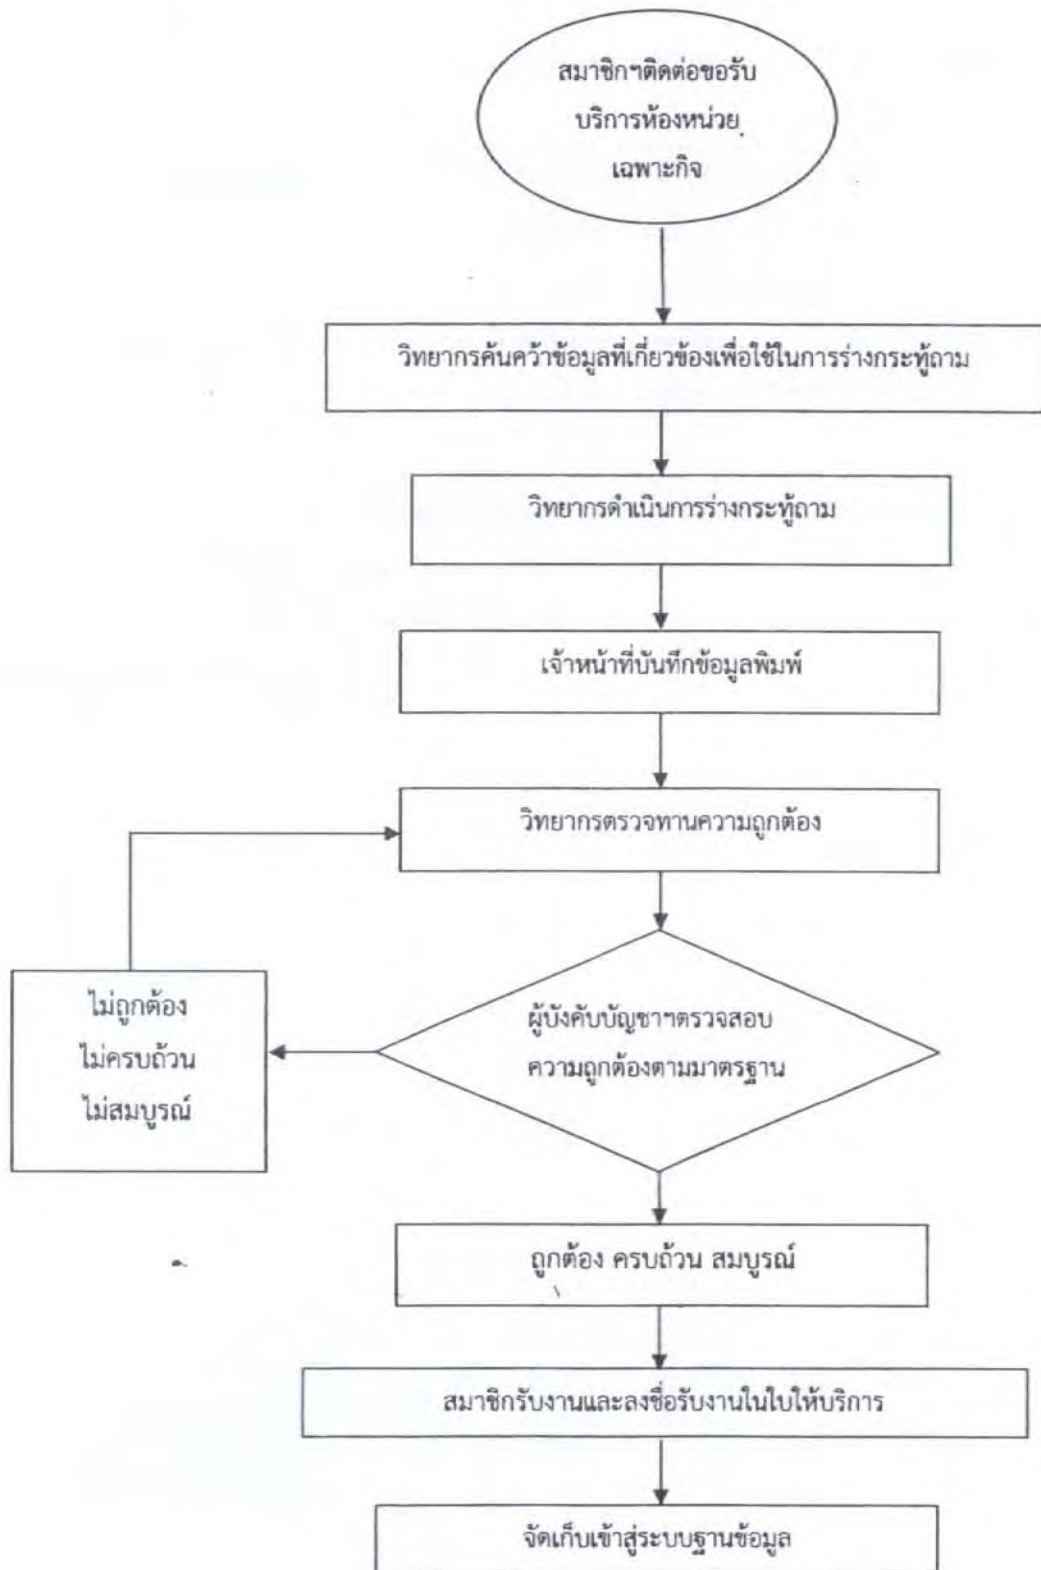 สมาชิกฯติดต่อขอรับ
บริการห้องหน่วย
เฉพาะกิจ
วิทยากรค้นคว้าข้อมูลที่เกี่ยวข้องเพื่อใช้ในการร่างกระทู้ถาม
วิทยากรดำเนินการร่างกระทู้ถาม
เจ้าหน้าที่บันทึกข้อมูลพิมพ์
วิทยากรตรวจทานความถูกต้อง
ไม่ถูกต้อง
ไม่ครบถ้วน
ไม่สมบูรณ์
ผู้บังคับบัญชาฯตรวจสอบ
ความถูกต้องตามมาตรฐาน
ถูกต้อง ครบถ้วน สมบูรณ์
สมาชิกรับงานและลงชื่อรับงานในใบให้บริการ
จัดเก็บเข้าสู่ระบบฐานข้อมูล